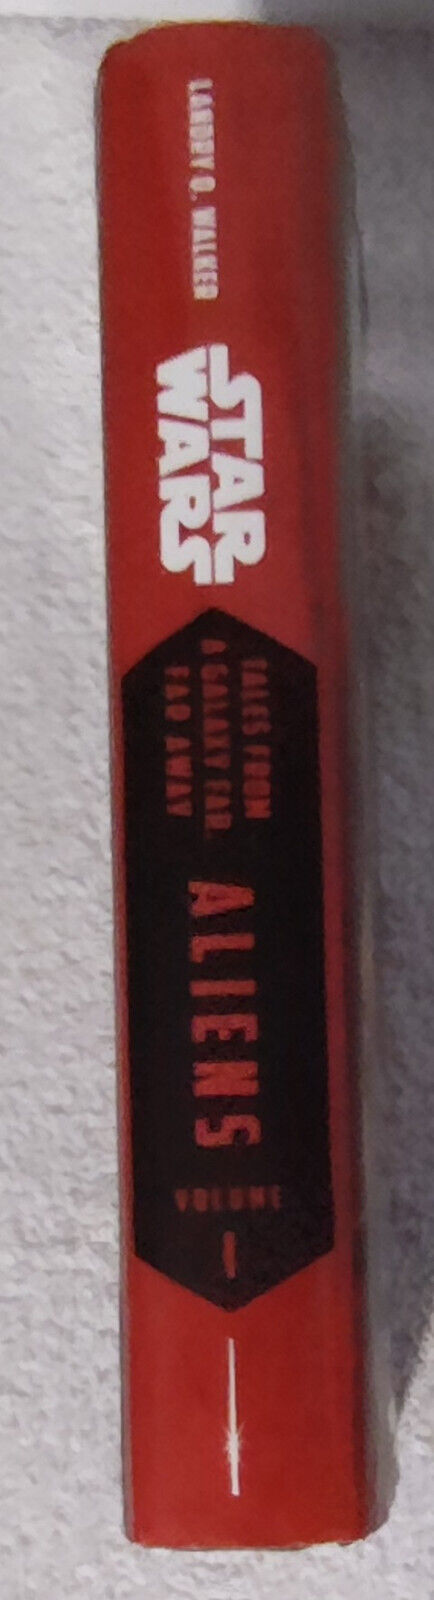 LANDRY Q. WALKER
STAR
WARS
TALES FROM
A GALAXY FAR,
FAR AWAY
ALIENS
VOLUME
I